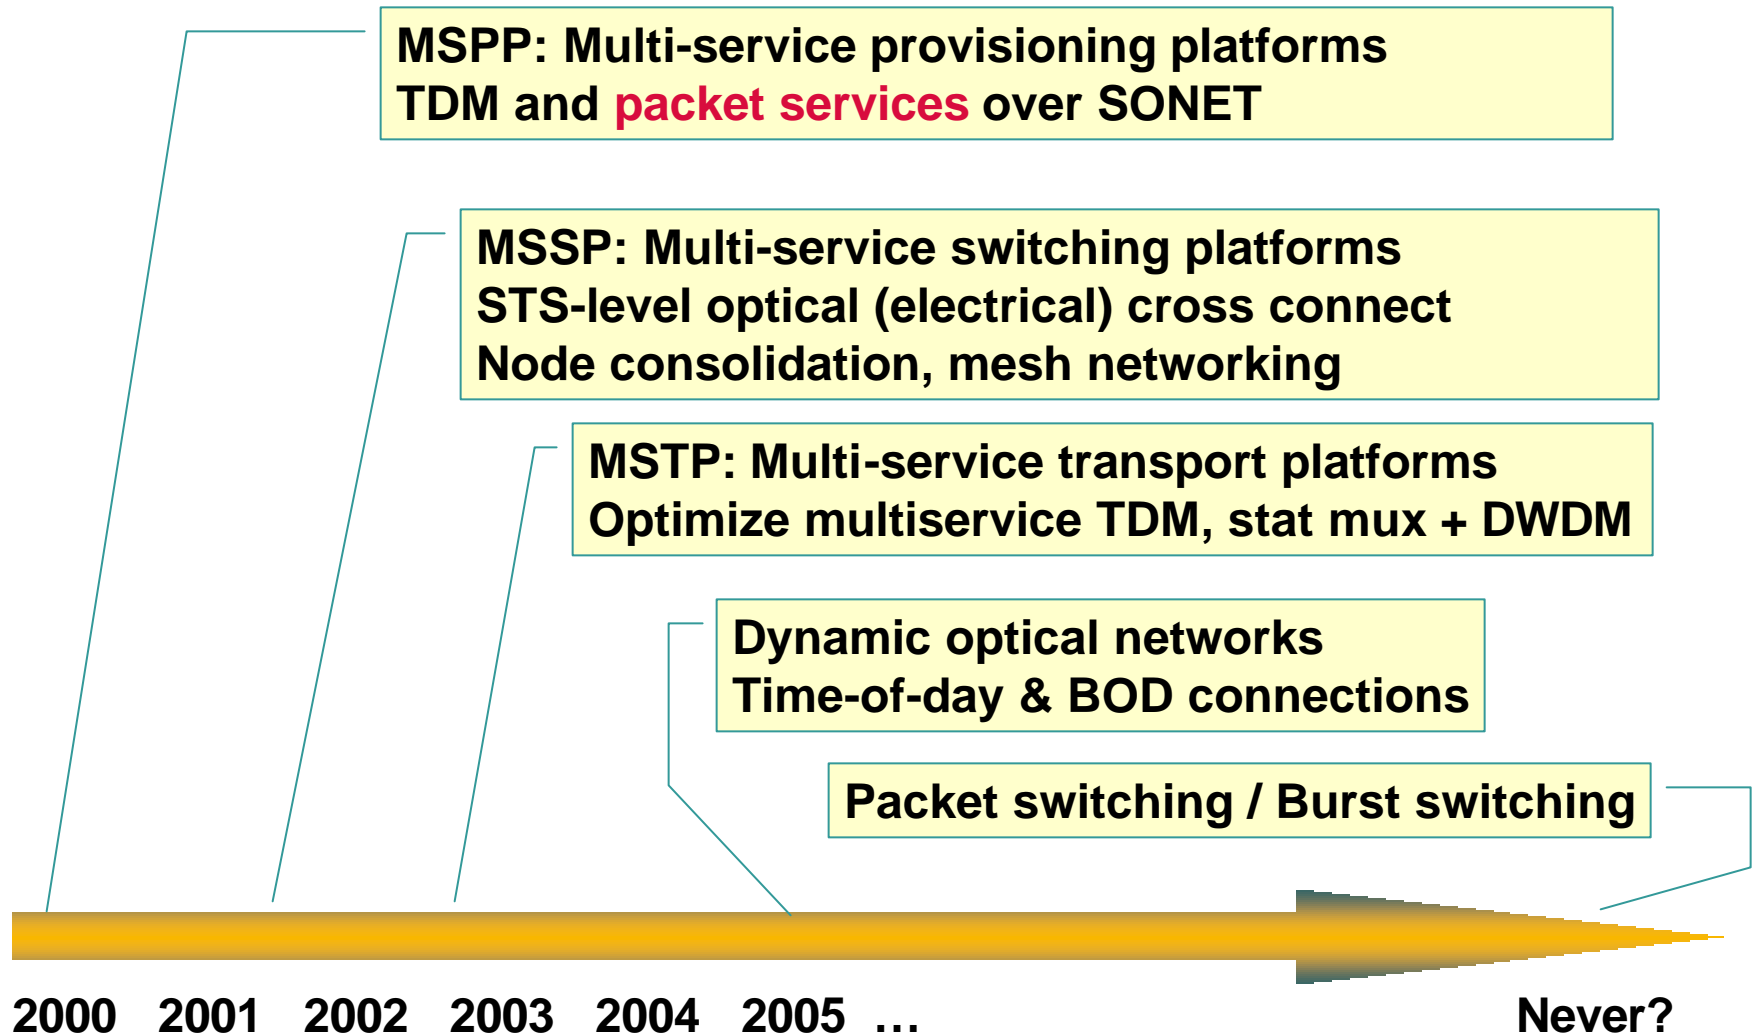 MSPP: Multi-service provisioning platforms
TDM and packet services over SONET
MSSP: Multi-service switching platforms
STS-level optical (electrical) cross connect
Node consolidation, mesh networking
MSTP: Multi-service transport platforms
Optimize multiservice TDM, stat mux + DWDM
Dynamic optical networks
Time-of-day & BOD connections
Packet switching / Burst switching
2000 2001 2002 2003 2004 2005 … Never?